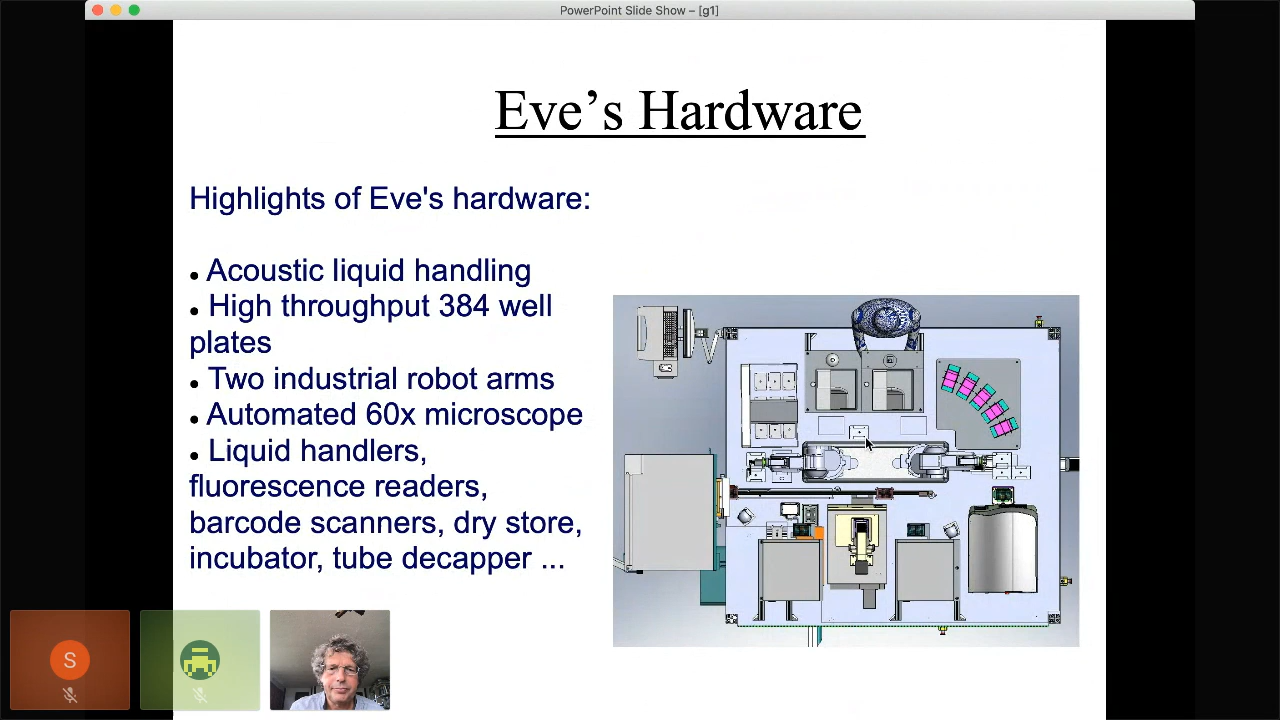 PowerPoint Slide Show – [g1]
Eve’s Hardware
Highlights of Eve's hardware:
● Acoustic liquid handling
● High throughput 384 well
plates
● Two industrial robot arms
● Automated 60x microscope
● Liquid handlers,
fluorescence readers,
barcode scanners, dry store,
incubator, tube decapper ...
S